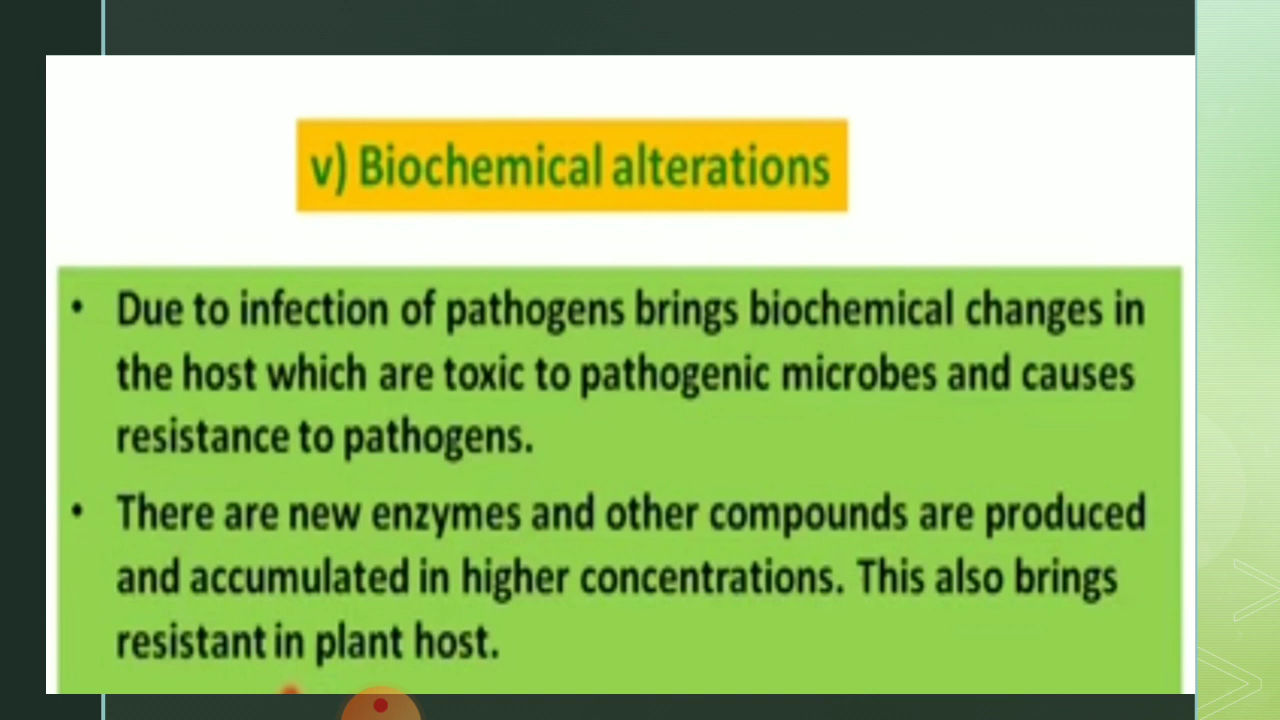 v) Biochemical alterations
• Due to infection of pathogens brings biochemical changes in
the host which are toxic to pathogenic microbes and causes
resistance to pathogens.
• There are new enzymes and other compounds are produced
and accumulated in higher concentrations. This also brings
resistant in plant host.